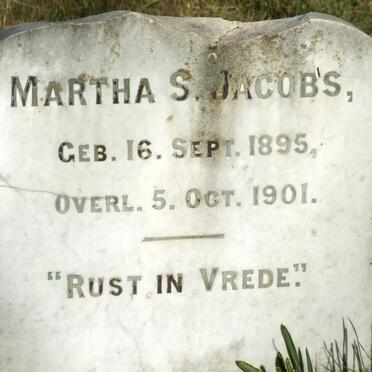 MARTHA S. JACOBS,
GEB. 16. SEPT. 1895,
OVERL. 5. OCT. 1901.
"RUST IN VREDE."